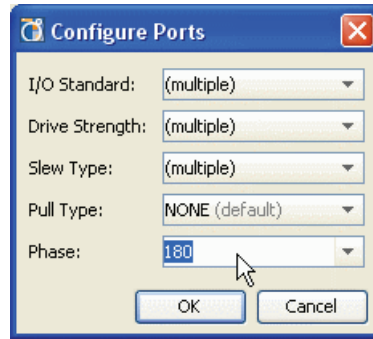 Configure Ports
I/O Standard: (multiple)
Drive Strength: (multiple)
Slew Type: (multiple)
Pull Type: NONE (default)
Phase: 180
OK Cancel